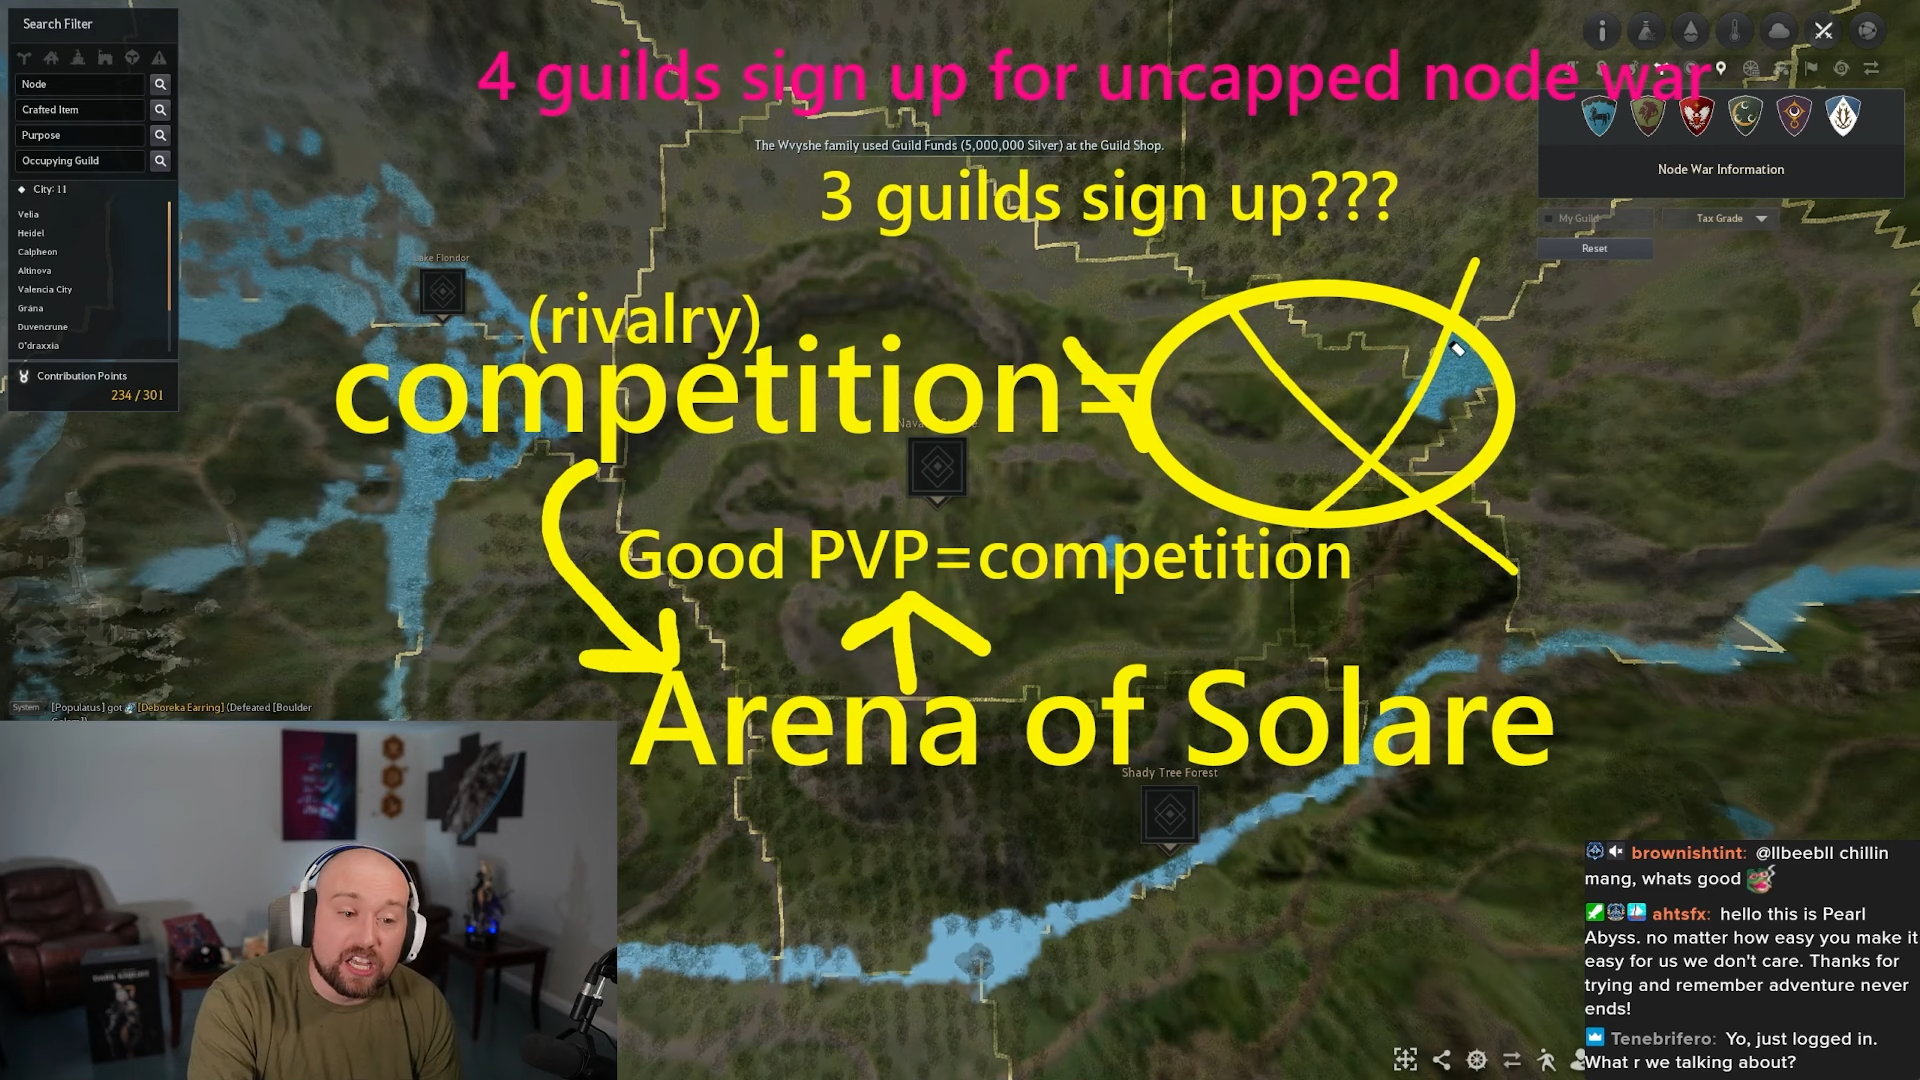 Search Filter
4 guilds sign up for uncapped node war
Node
Crafted Item
Purpose
Occupying Guild
City: 11
Velia
Heidel
Calpheon
Altinova
Valencia City
Grána
Duvencrune
O'draxxia
Contribution Points
234 / 301
The Wvyshe family used Guild Funds (5,000,000 Silver) at the Guild Shop.
Node War Information
My Guild
Tax Grade
Reset
3 guilds sign up???
Lake Flondor
(rivalry)
competition =
Good PVP=competition
Arena of Solare
Shady Tree Forest
System
[Populatus] got [Deboreka Earring] (Defeated [Boulder
brownishtint: @llbeebll chillin
mang, whats good
ahtsfx: hello this is Pearl
Abyss. no matter how easy you make it
easy for us we don't care. Thanks for
trying and remember adventure never
ends!
Tenebrifero: Yo, just logged in.
What r we talking about?